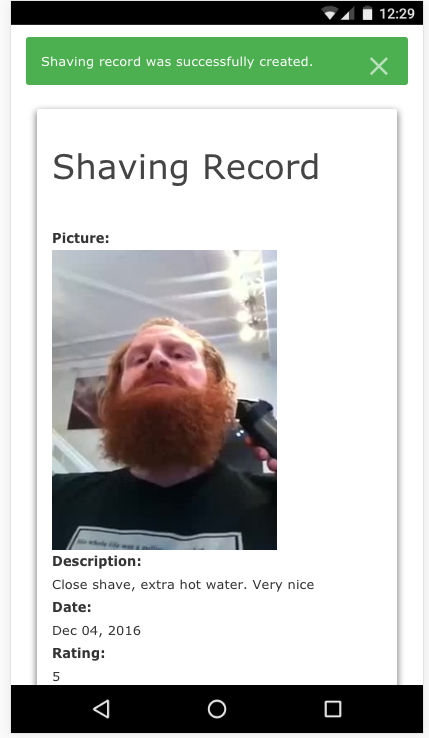 12:29
Shaving record was successfully created.
Shaving Record
Picture:
Description:
Close shave, extra hot water. Very nice
Date:
Dec 04, 2016
Rating:
5